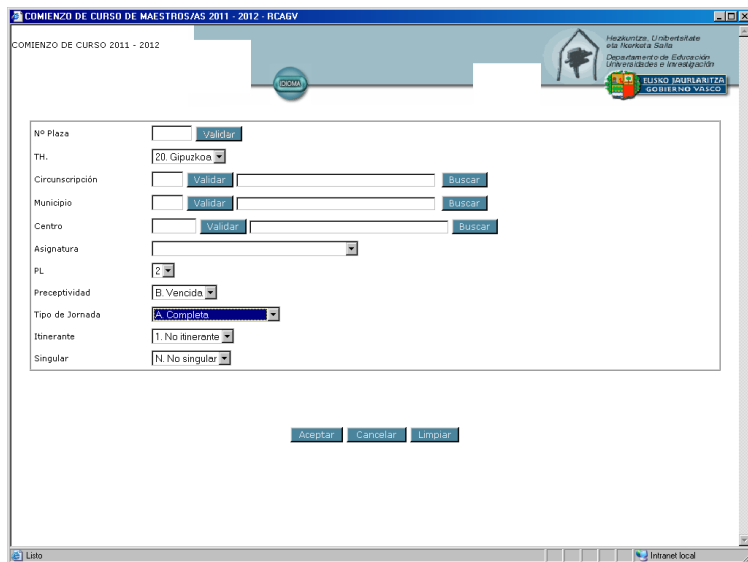 COMIENZO DE CURSO DE MAESTROS/AS 2011 - 2012 - RCAGV
COMIENZO DE CURSO 2011 - 2012
Hezkuntza, Unibertsitate
eta Ikerketa Saila
Departamento de Educación
Universidades e Investigación
IDIOMA
EUSKO JAURLARITZA
GOBIERNO VASCO
Nº Plaza Validar
TH. 20. Gipuzkoa
Circunscripción Validar Buscar
Municipio Validar Buscar
Centro Validar Buscar
Asignatura
PL 2
Preceptividad B. Vencida
Tipo de Jornada A. Completa
Itinerante 1. No itinerante
Singular N. No singular
Aceptar Cancelar Limpiar
Listo Intranet local